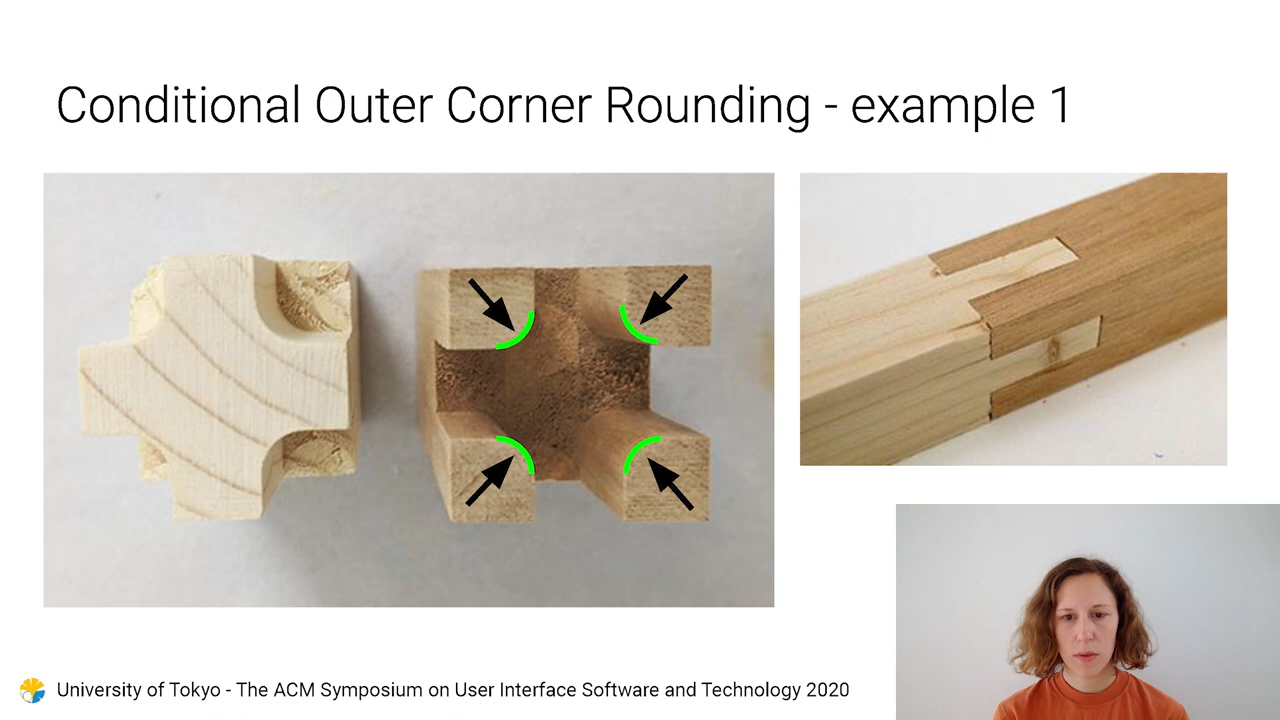 Conditional Outer Corner Rounding - example 1
University of Tokyo - The ACM Symposium on User Interface Software and Technology 2020